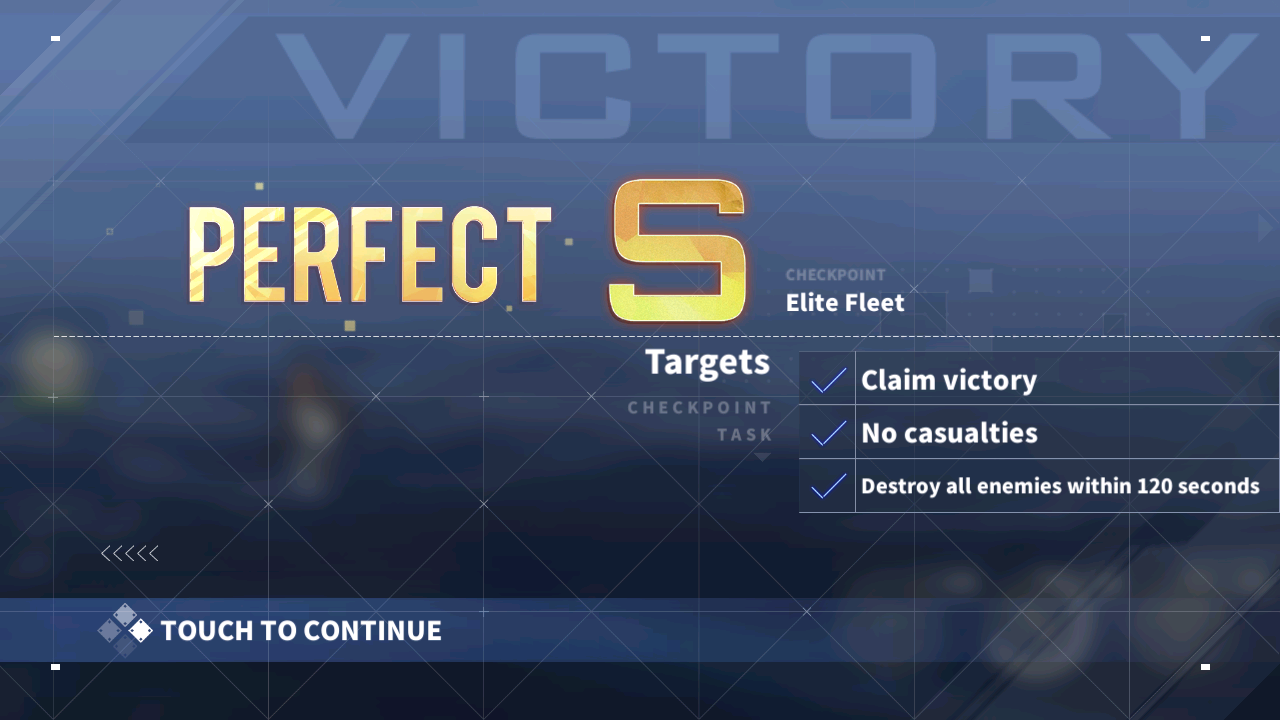 VICTORY
PERFECT S
CHECKPOINT
Elite Fleet
Targets
CHECKPOINT
TASK
Claim victory
No casualties
Destroy all enemies within 120 seconds
TOUCH TO CONTINUE